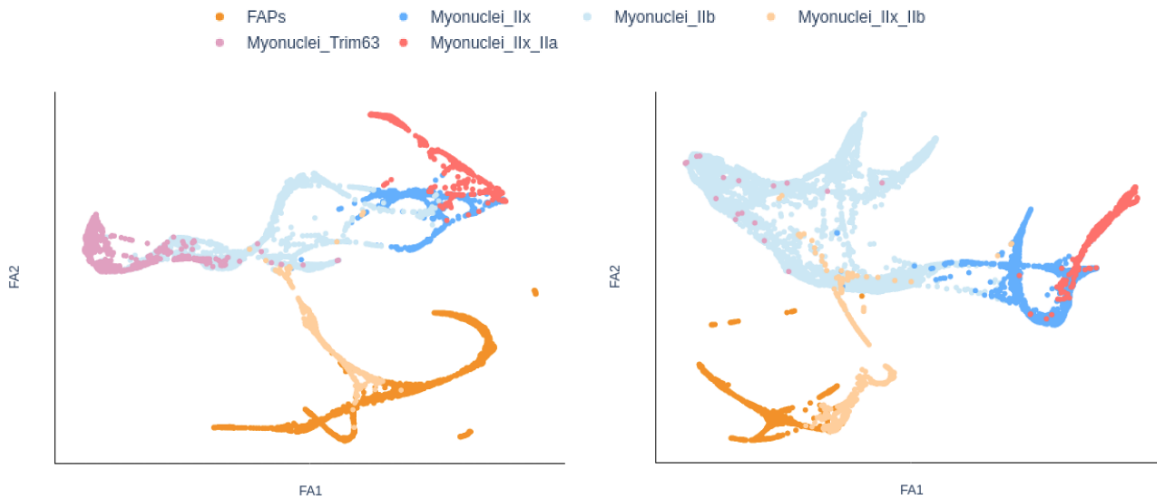 FAPs Myonuclei_IIx Myonuclei_IIb Myonuclei_IIx_IIb
Myonuclei_Trim63 Myonuclei_IIx_IIa
FA2
FA1
FA2
FA1